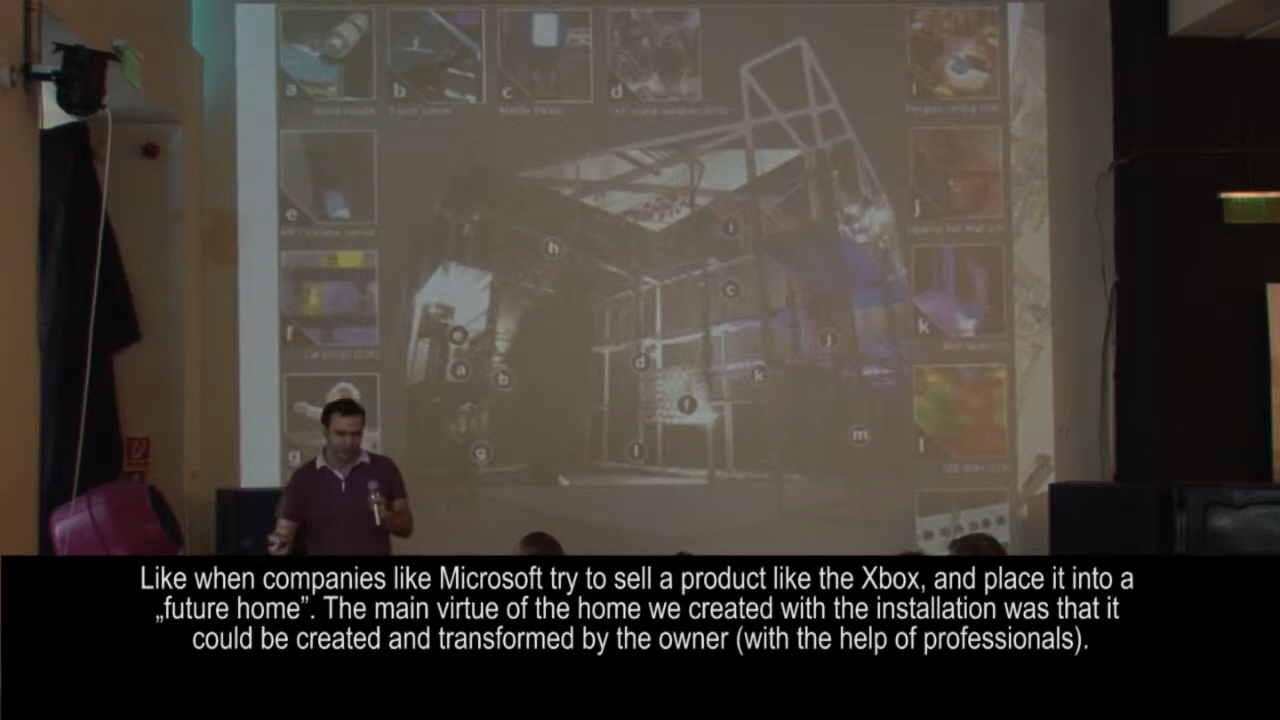 a
b
c
d
i
e
j
f
k
g
l
h
i
c
e
a
b
d
j
k
f
g
l
m
Like when companies like Microsoft try to sell a product like the Xbox, and place it into a
„future home”. The main virtue of the home we created with the installation was that it
could be created and transformed by the owner (with the help of professionals).